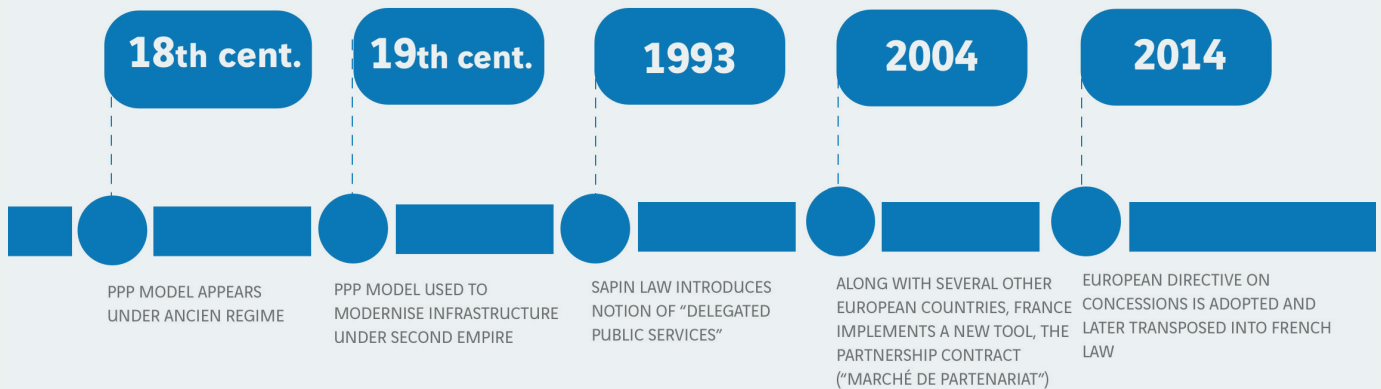 18th cent.
19th cent.
1993
2004
2014
PPP MODEL APPEARS
UNDER ANCIEN REGIME
PPP MODEL USED TO
MODERNISE INFRASTRUCTURE
UNDER SECOND EMPIRE
SAPIN LAW INTRODUCES
NOTION OF “DELEGATED
PUBLIC SERVICES”
ALONG WITH SEVERAL OTHER
EUROPEAN COUNTRIES, FRANCE
IMPLEMENTS A NEW TOOL, THE
PARTNERSHIP CONTRACT
(“MARCHÉ DE PARTENARIAT”)
EUROPEAN DIRECTIVE ON
CONCESSIONS IS ADOPTED AND
LATER TRANSPOSED INTO FRENCH
LAW